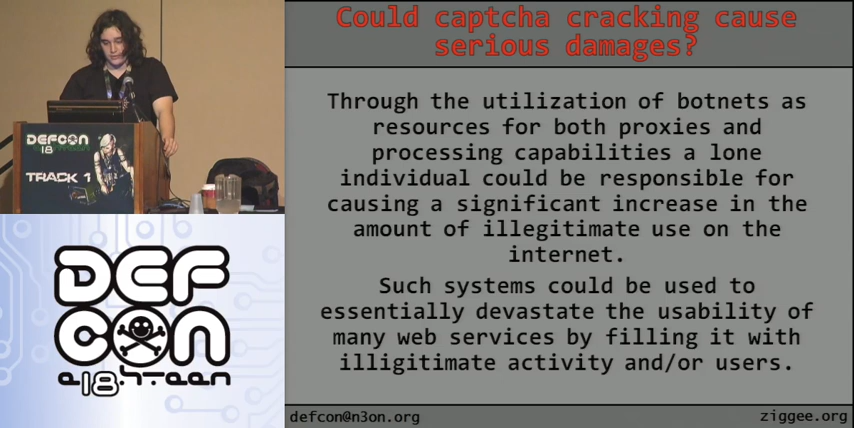 Could captcha cracking cause
serious damages?
Through the utilization of botnets as
resources for both proxies and
processing capabilities a lone
individual could be responsible for
causing a significant increase in the
amount of illegitimate use on the
internet.
Such systems could be used to
essentially devastate the usability of
many web services by filling it with
illigitimate activity and/or users.
defcon@n3on.org
ziggee.org
DEFCON
18
TRACK 1
DEF
CON
e18hteen